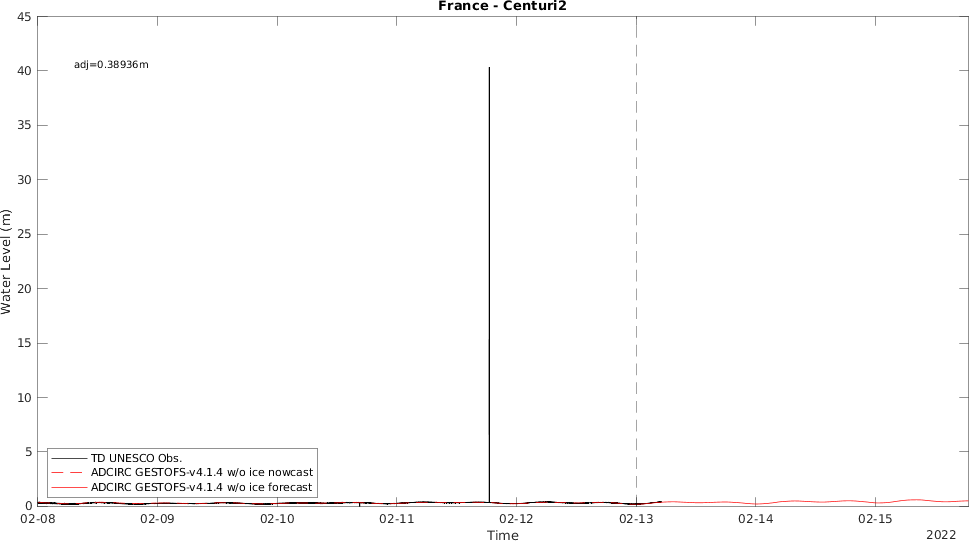 France - Centuri2
adj=0.38936m
45
40
35
30
25
20
15
10
5
0
Water Level (m)
TD UNESCO Obs.
ADCIRC GESTOFS-v4.1.4 w/o ice nowcast
ADCIRC GESTOFS-v4.1.4 w/o ice forecast
02-08 02-09 02-10 02-11 02-12 02-13 02-14 02-15
Time
2022